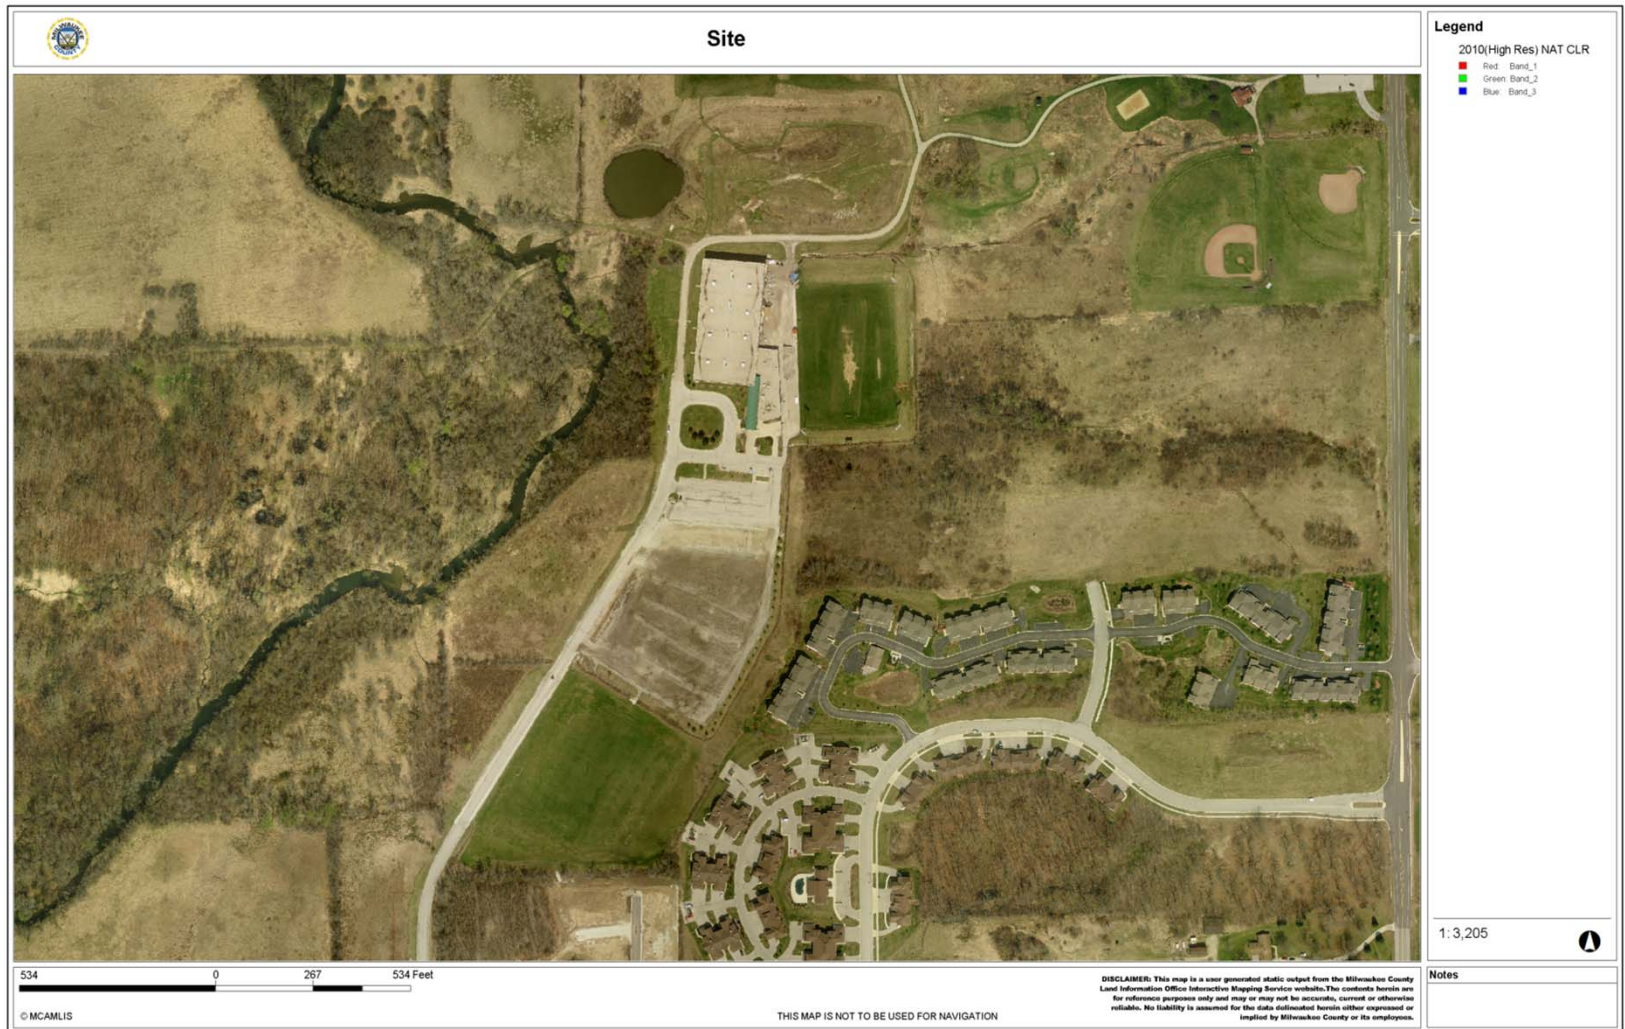 MILWAUKEE
COUNTY
Site
Legend
2010(High Res) NAT CLR
Red: Band_1
Green: Band_2
Blue: Band_3
1: 3,205
Notes
534 0 267 534 Feet
© MCAMLIS
THIS MAP IS NOT TO BE USED FOR NAVIGATION
DISCLAIMER: This map is a user generated static output from the Milwaukee County
Land Information Office Interactive Mapping Service website.The contents herein are
for reference purposes only and may or may not be accurate, current or otherwise
reliable. No liability is assumed for the data delineated herein either expressed or
implied by Milwaukee County or its employees.